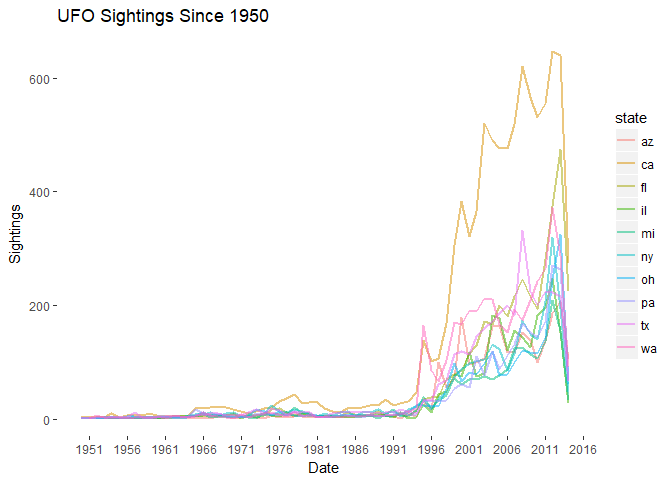 UFO Sightings Since 1950
600
400
200
0
Sightings
1951 1956 1961 1966 1971 1976 1981 1986 1991 1996 2001 2006 2011 2016
Date
state
az
ca
fl
il
mi
ny
oh
pa
tx
wa